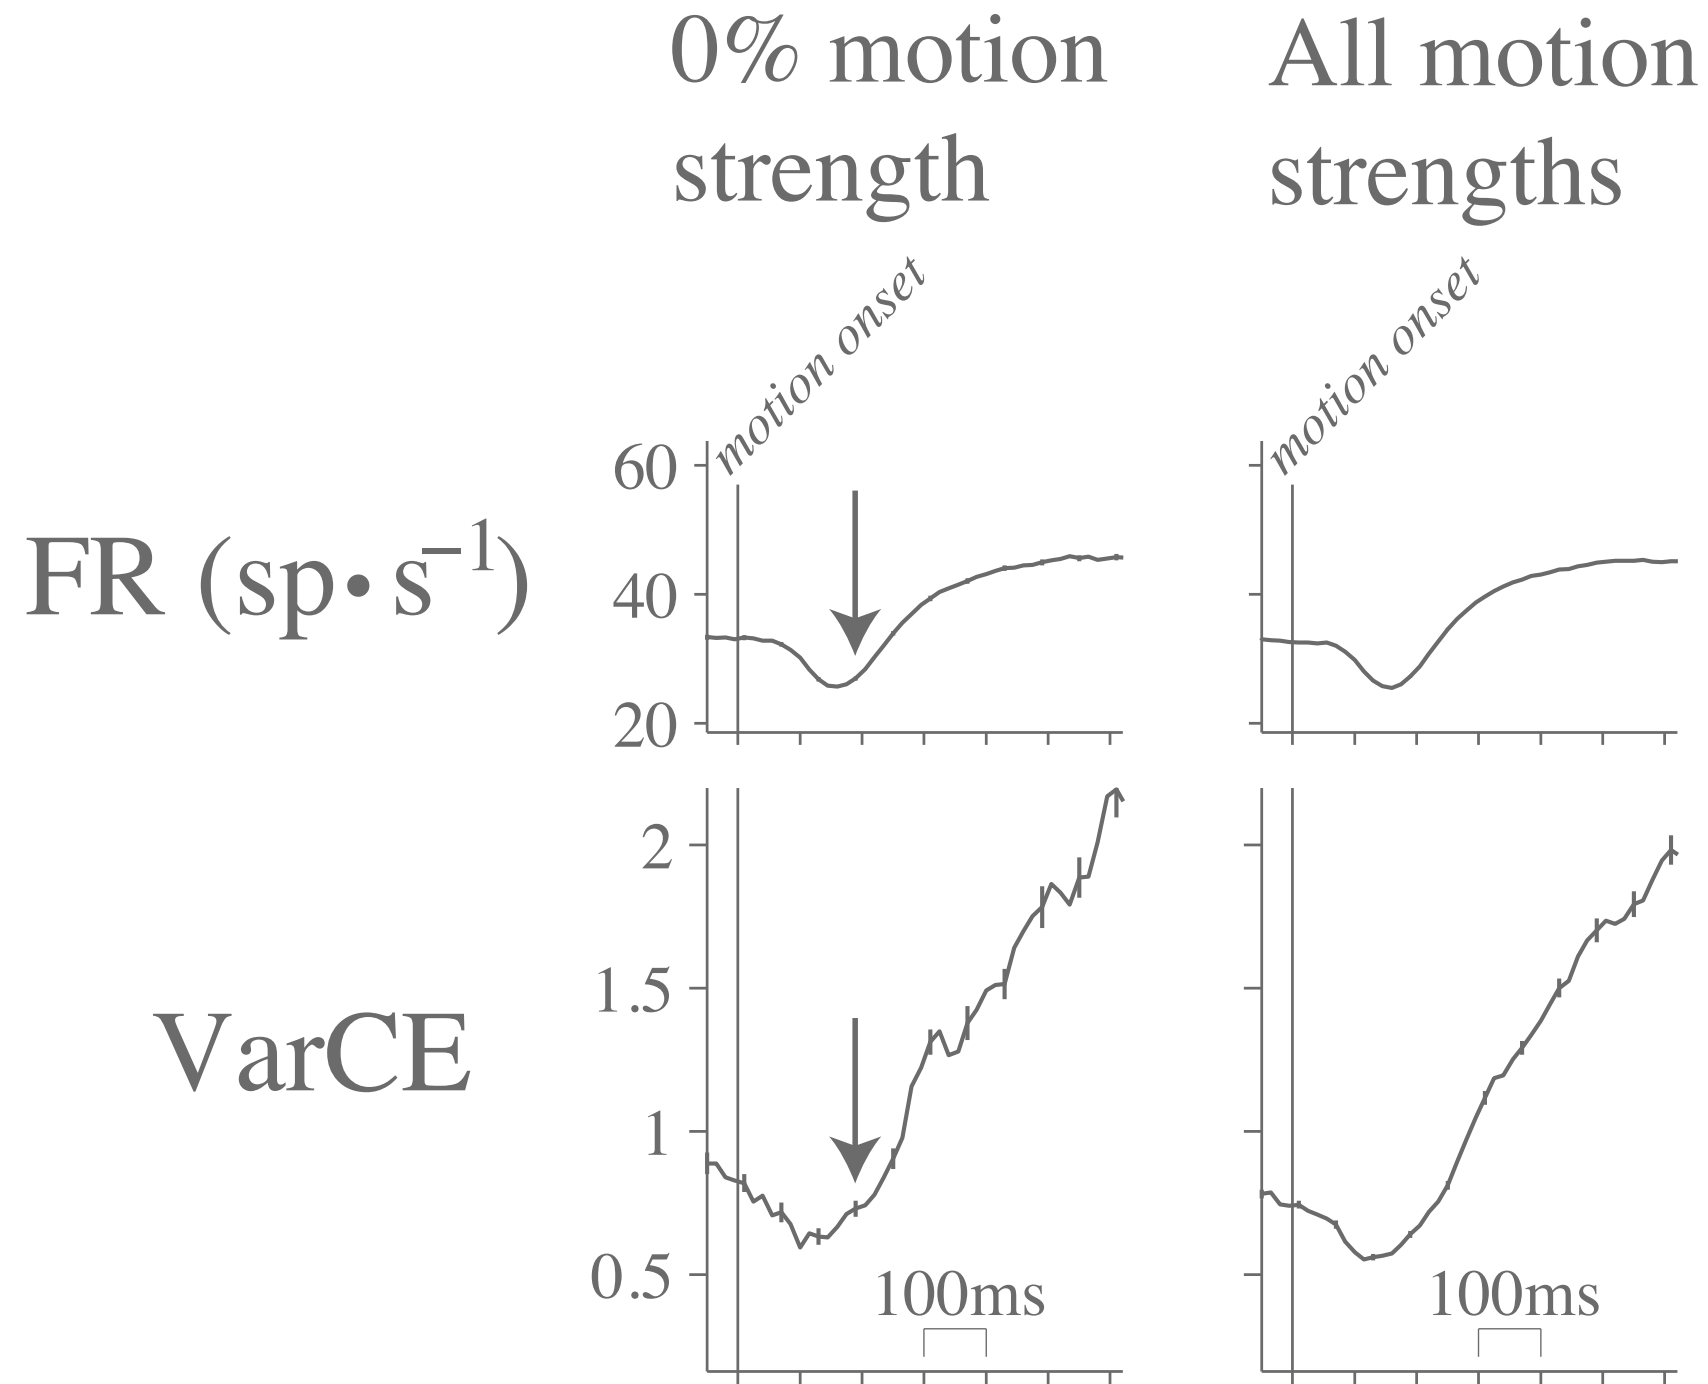 0% motion
strength
All motion
strengths
motion onset
motion onset
FR (sp•s⁻¹)
60
40
20
VarCE
2
1.5
1
0.5
100ms
100ms